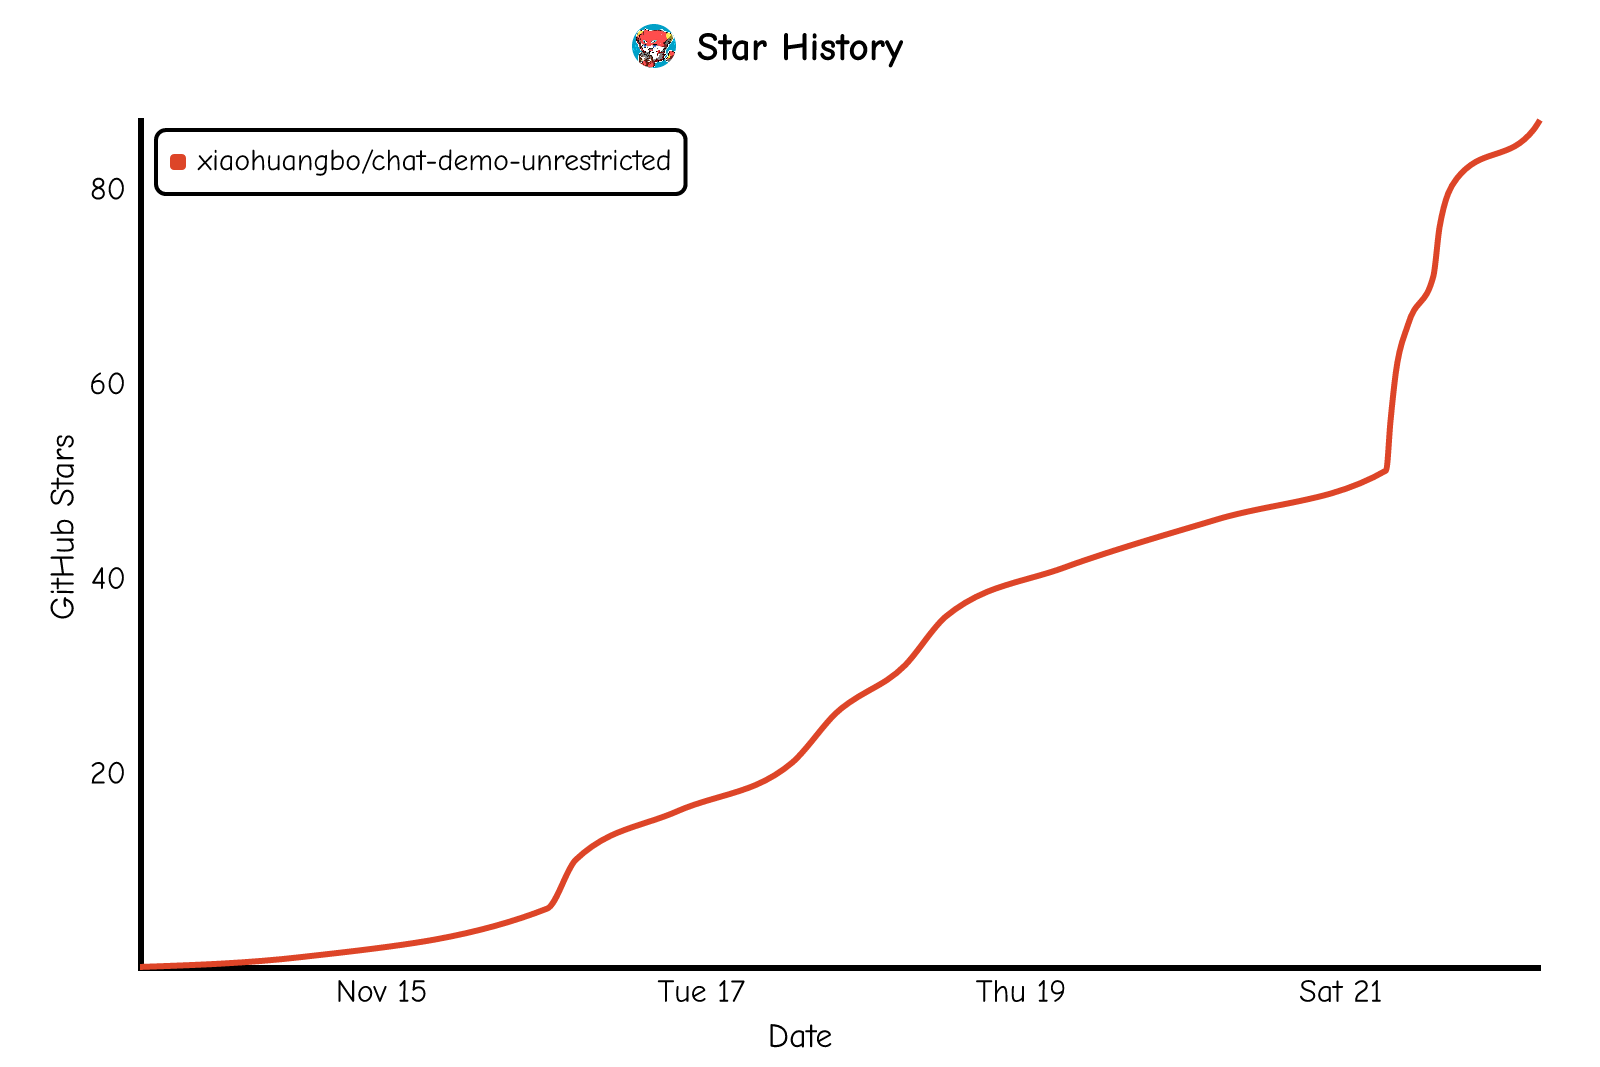 Star History
xiaohuangbo/chat-demo-unrestricted
80
60
40
20
GitHub Stars
Nov 15
Tue 17
Thu 19
Sat 21
Date